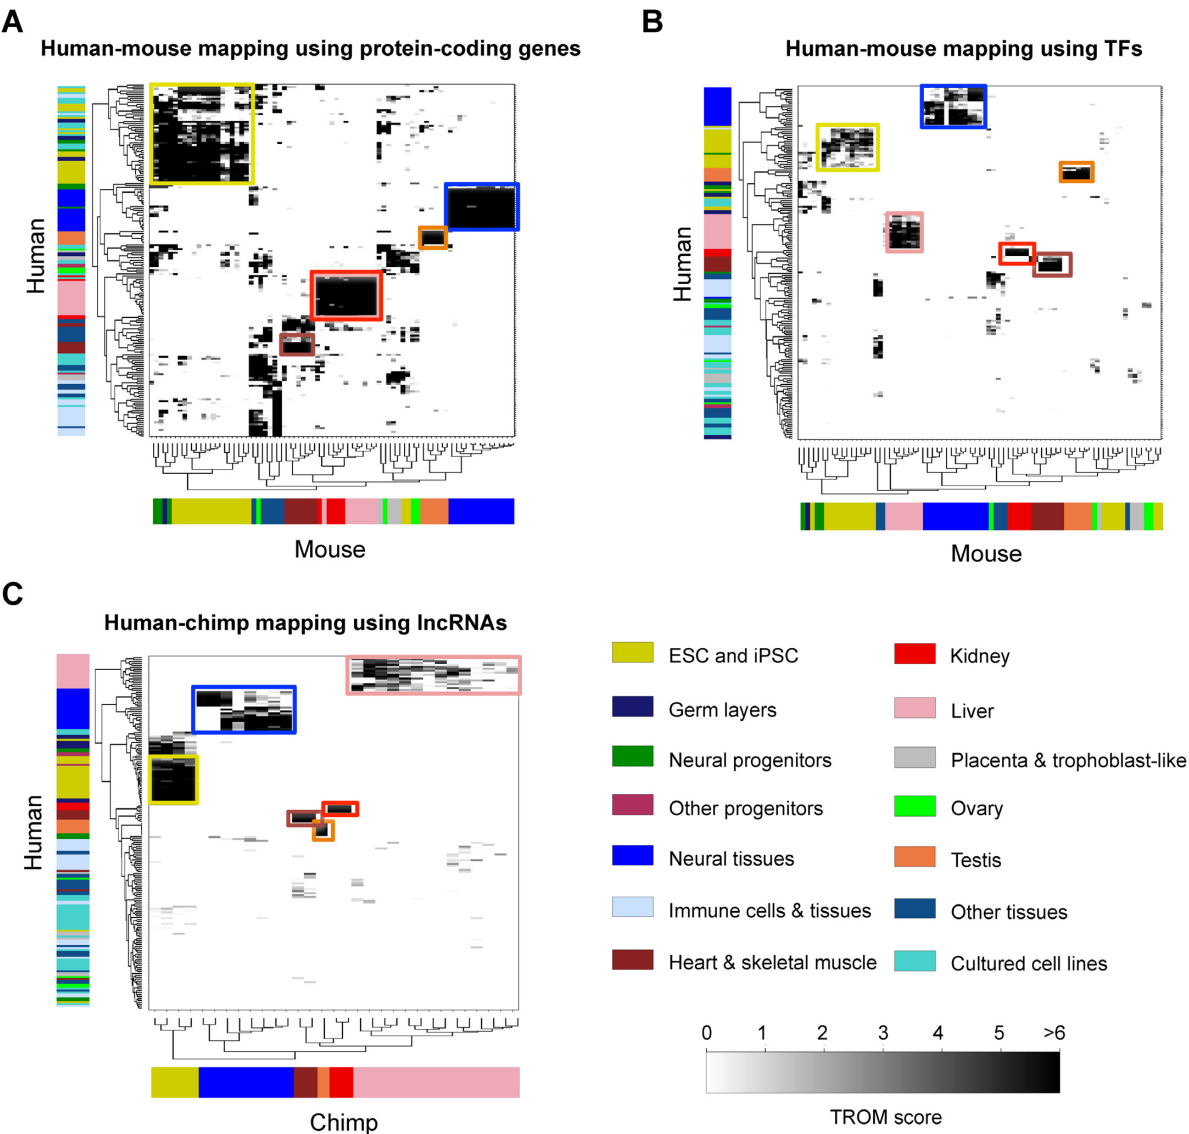 A
Human-mouse mapping using protein-coding genes
Human
Mouse
B
Human-mouse mapping using TFs
Human
Mouse
C
Human-chimp mapping using lncRNAs
Human
Chimp
ESC and iPSC
Germ layers
Neural progenitors
Other progenitors
Neural tissues
Immune cells & tissues
Heart & skeletal muscle
Kidney
Liver
Placenta & trophoblast-like
Ovary
Testis
Other tissues
Cultured cell lines
0 1 2 3 4 5 >6
TROM score